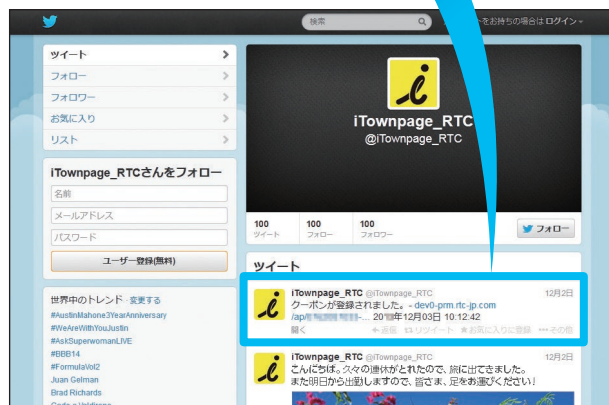 検索
をお持ちの場合は ログイン
ツイート
フォロー
フォロワー
お気に入り
リスト
iTownpage_RTC
@iTownpage_RTC
iTownpage_RTCさんをフォロー
名前
メールアドレス
パスワード
ユーザー登録(無料)
100 100 100
ツイート フォロー フォロワー
フォロー
ツイート
iTownpage_RTC @iTownpage_RTC 12月2日
クーポンが登録されました。- dev0-prm.rtc-jp.com
/ap/ 年12月03日 10:12:42
開く 返信 リツイート ★お気に入りに登録 •••その他
iTownpage_RTC @iTownpage_RTC 12月2日
こんにちは。久々の連休がとれたので、旅に出てきました。
また明日から出勤しますので、皆さま、足をお運びください!
世界中のトレンド · 変更する
#AustinMahone3YearAnniversary
#WeAreWithYouJustin
#AskSuperwomanLIVE
#BBB14
#FormulaVol2
Juan Gelman
Brad Richards